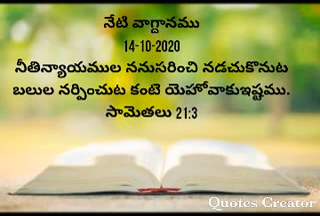 నేటి వాగ్దానము
14-10-2020
నీతిన్యాయముల ననుసరించి నడచుకొనుట
బలుల నర్పించుట కంటె యెహోవాకుఇష్టము.
సామెతలు 21:3
Quotes Creator